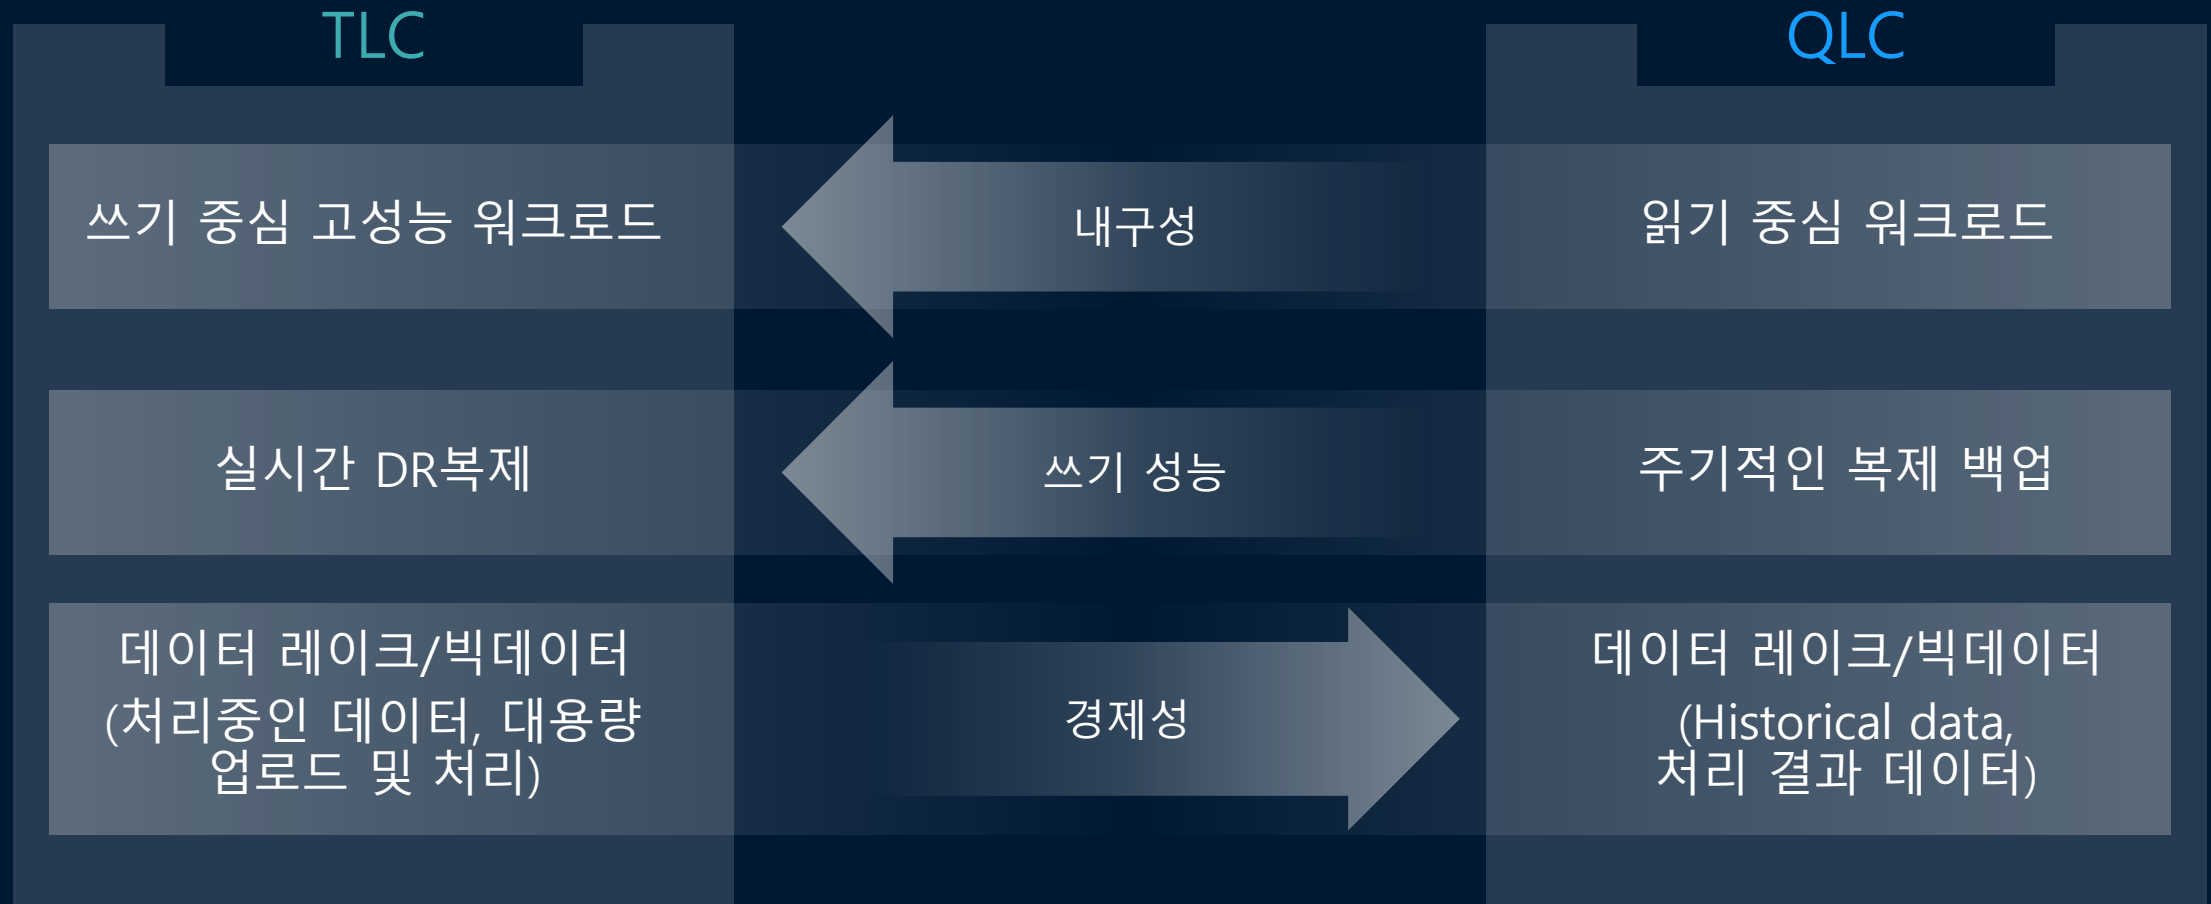 TLC
QLC
쓰기 중심 고성능 워크로드
내구성
읽기 중심 워크로드
실시간 DR복제
쓰기 성능
주기적인 복제 백업
데이터 레이크/빅데이터
(처리중인 데이터, 대용량
업로드 및 처리)
경제성
데이터 레이크/빅데이터
(Historical data,
처리 결과 데이터)